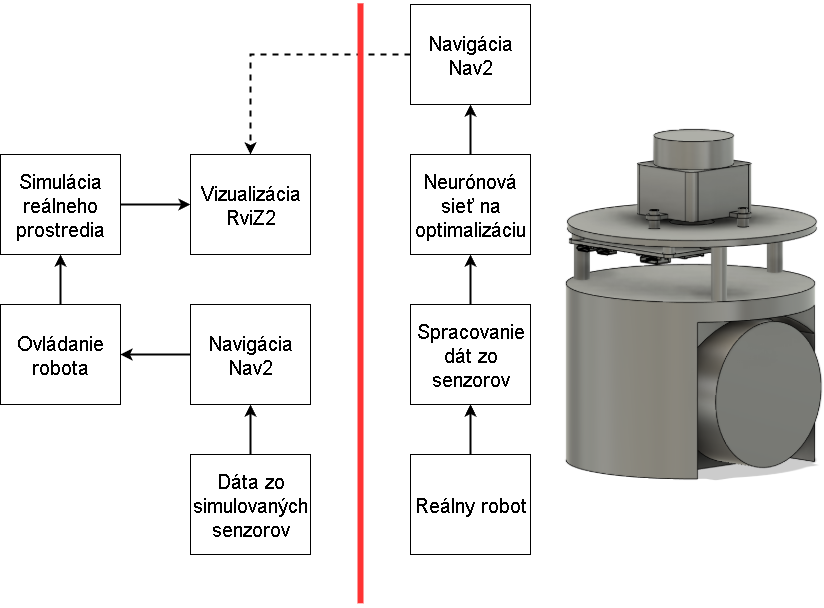 Navigácia
Nav2
Simulácia
reálneho
prostredia
Vizualizácia
RviZ2
Neurónová
sieť na
optimalizáciu
Ovládanie
robota
Navigácia
Nav2
Spracovanie
dát zo
senzorov
Dáta zo
simulovaných
senzorov
Reálny robot